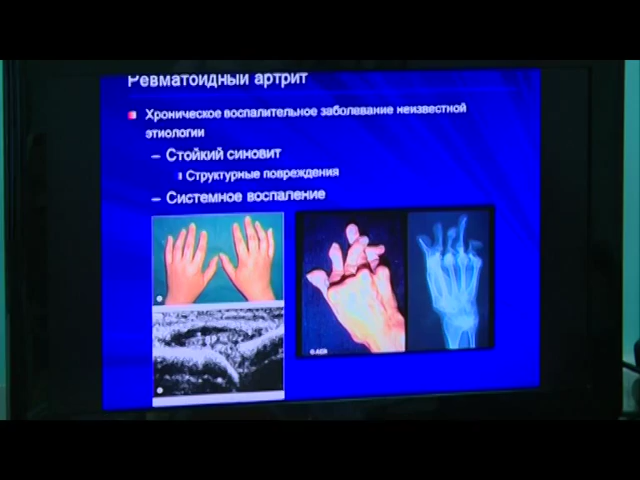 Ревматоидный артрит
Хроническое воспалительное заболевание неизвестной
этиологии
– Стойкий синовит
Структурные повреждения
– Системное воспаление